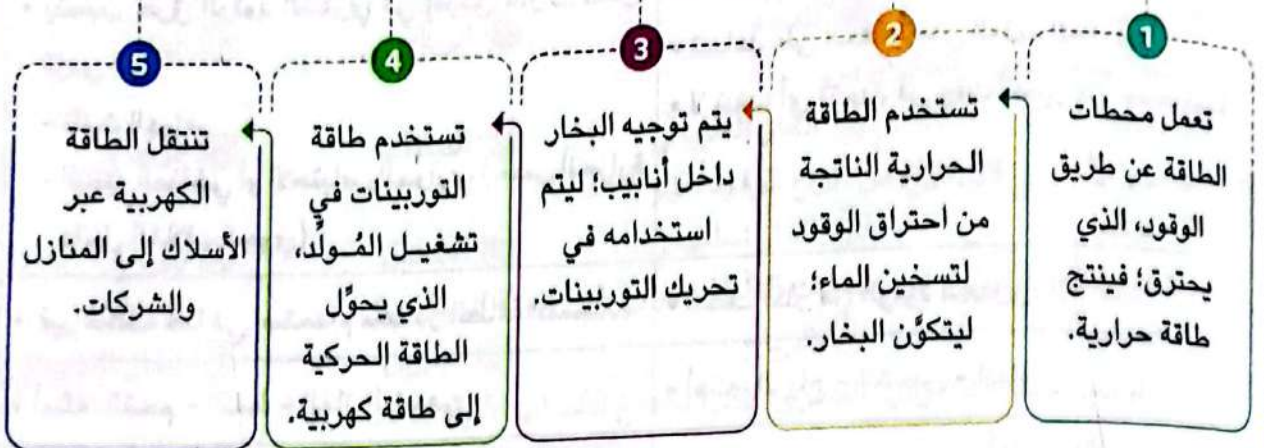 1
تعمل محطات
الطاقة عن طريق
الوقود، الذي
يحترق؛ فينتج
طاقة حرارية.
2
تستخدم الطاقة
الحرارية الناتجة
من احتراق الوقود
لتسخين الماء؛
ليتكوَّن البخار.
3
يتم توجيه البخار
داخل أنابيب؛ ليتم
استخدامه في
تحريك التوربينات.
4
تستخدم طاقة
التوربينات في
تشغيل المُولِّد،
الذي يحوِّل
الطاقة الحركية
إلى طاقة كهربية.
5
تنتقل الطاقة
الكهربية عبر
الأسلاك إلى المنازل
والشركات.